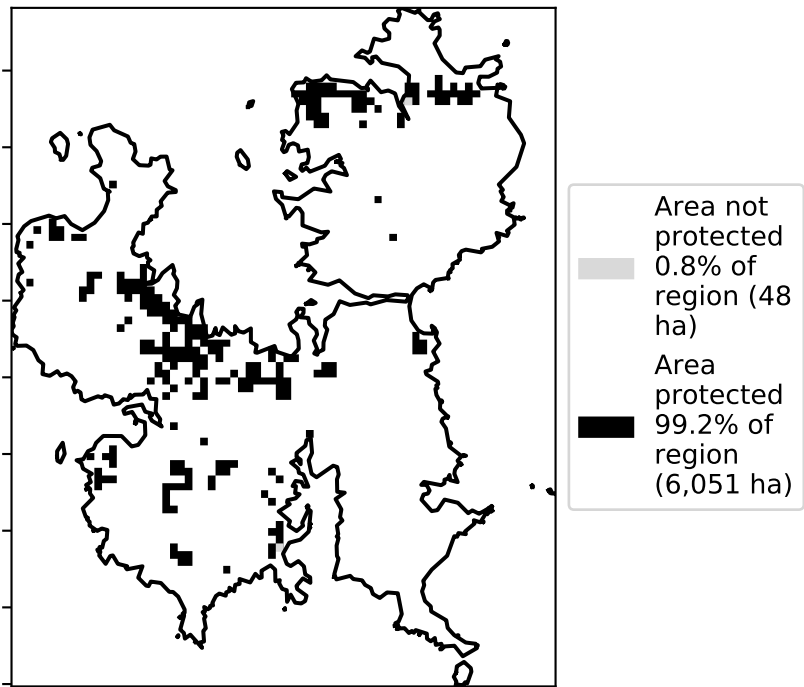 Area not
protected
0.8% of
region (48
ha)
Area
protected
99.2% of
region
(6,051 ha)